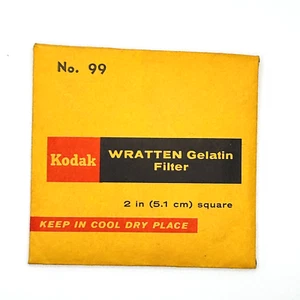 No. 99
Kodak
WRATTEN Gelatin
Filter
2 in (5.1 cm) square
KEEP IN COOL DRY PLACE